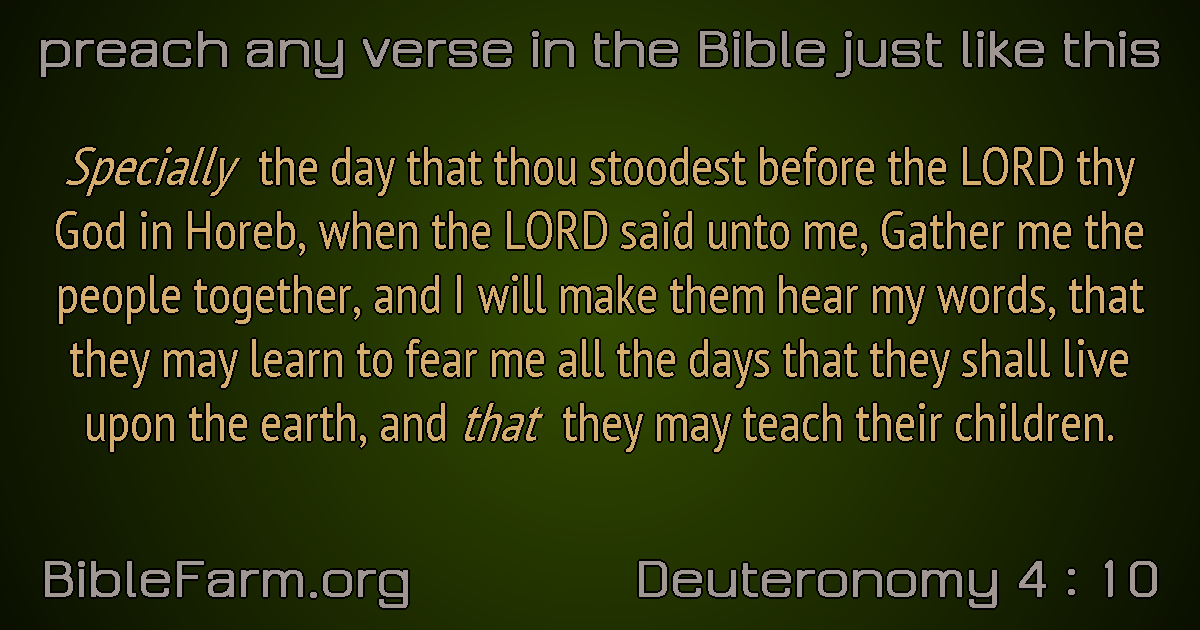 preach any verse in the Bible just like this
Specially the day that thou stoodest before the LORD thy
God in Horeb, when the LORD said unto me, Gather me the
people together, and I will make them hear my words, that
they may learn to fear me all the days that they shall live
upon the earth, and that they may teach their children.
BibleFarm.org
Deuteronomy 4 : 10